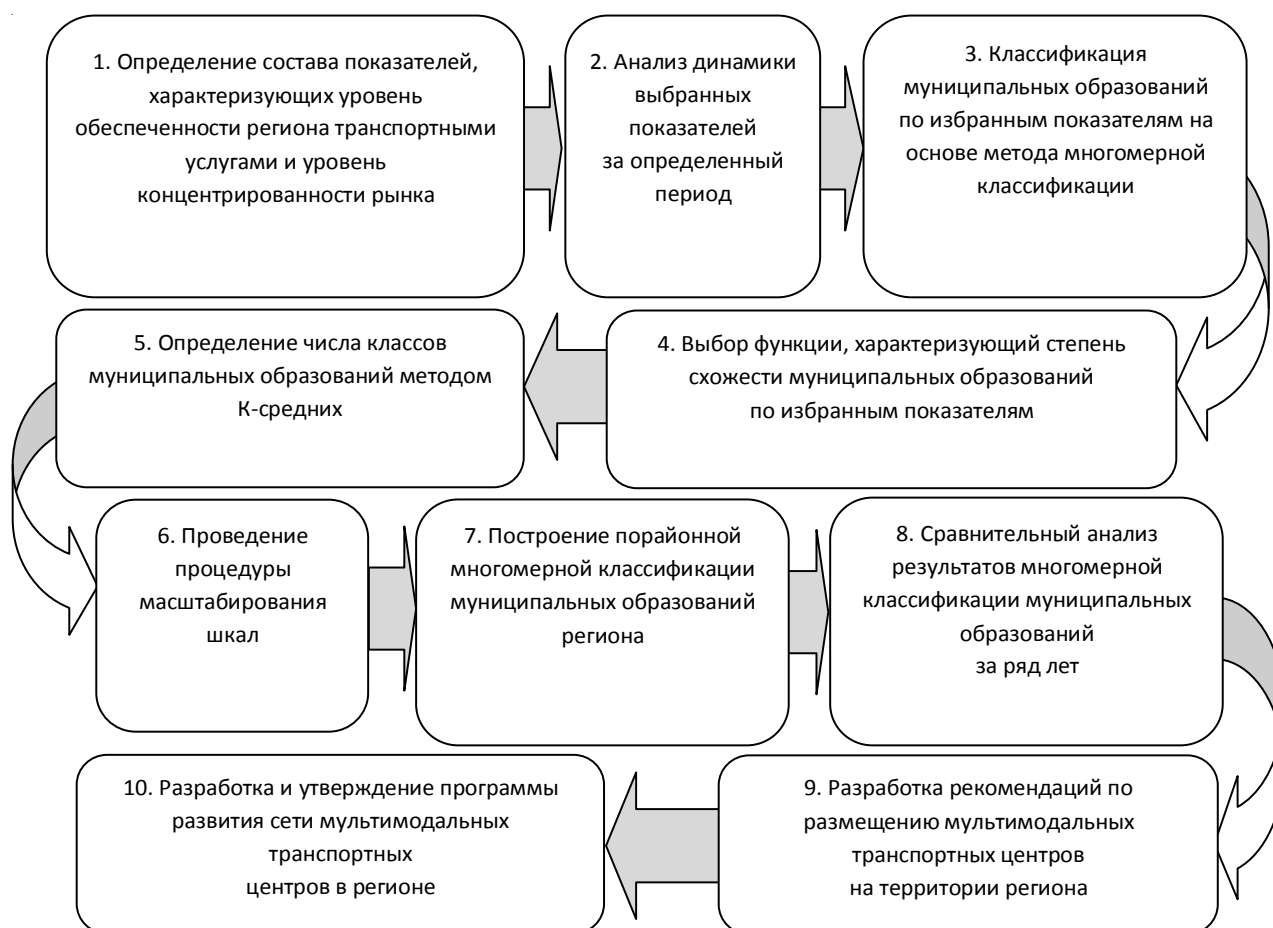 1. Определение состава показателей,
характеризующих уровень
обеспеченности региона транспортными
услугами и уровень
концентрированности рынка
2. Анализ динамики
выбранных
показателей
за определенный
период
3. Классификация
муниципальных образований
по избранным показателям на
основе метода многомерной
классификации
4. Выбор функции, характеризующий степень
схожести муниципальных образований
по избранным показателям
5. Определение числа классов
муниципальных образований методом
К-средних
6. Проведение
процедуры
масштабирования
шкал
7. Построение порайонной
многомерной классификации
муниципальных образований
региона
8. Сравнительный анализ
результатов многомерной
классификации муниципальных
образований
за ряд лет
9. Разработка рекомендаций по
размещению мультимодальных
транспортных центров
на территории региона
10. Разработка и утверждение программы
развития сети мультимодальных
транспортных
центров в регионе